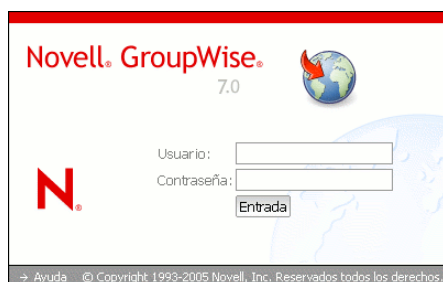 Novell® GroupWise®
7.0
Usuario:
Contraseña:
Entrada
N®
→ Ayuda © Copyright 1993-2005 Novell, Inc. Reservados todos los derechos.